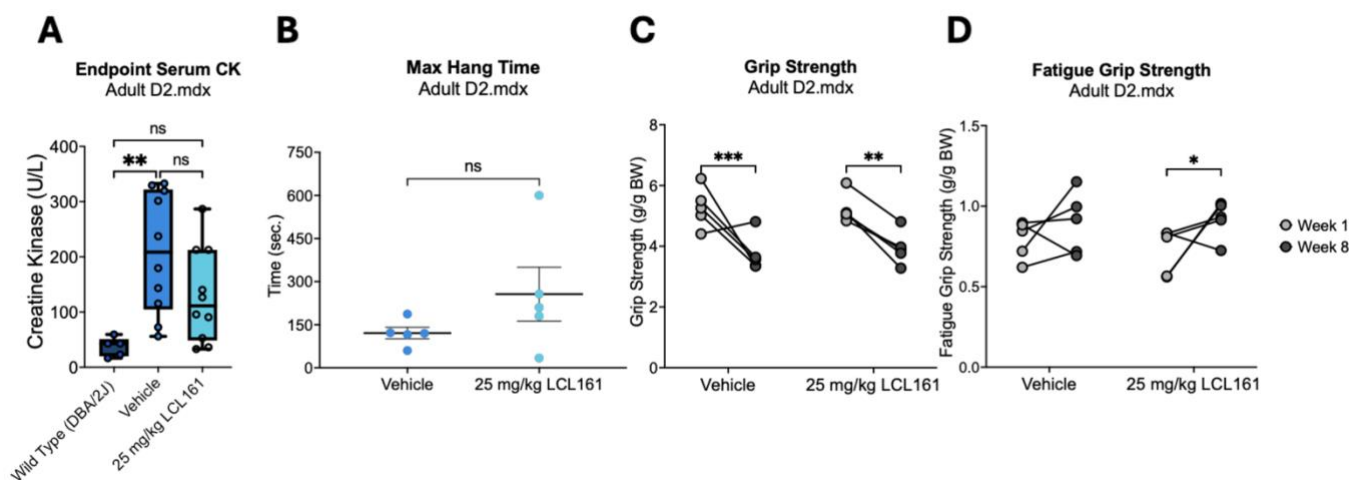 A
Endpoint Serum CK
Adult D2.mdx
ns
** ns
Creatine Kinase (U/L)
400
300
200
100
0
Wild Type (DBA/2J)
Vehicle
25 mg/kg LCL161
B
Max Hang Time
Adult D2.mdx
ns
Time (sec.)
750
600
450
300
150
0
Vehicle
25 mg/kg LCL161
C
Grip Strength
Adult D2.mdx
*** **
Grip Strength (g/g BW)
8
6
4
2
0
Vehicle
25 mg/kg LCL161
D
Fatigue Grip Strength
Adult D2.mdx
*
Fatigue Grip Strength (g/g BW)
1.5
1.0
0.5
0.0
Vehicle
25 mg/kg LCL161
Week 1
Week 8